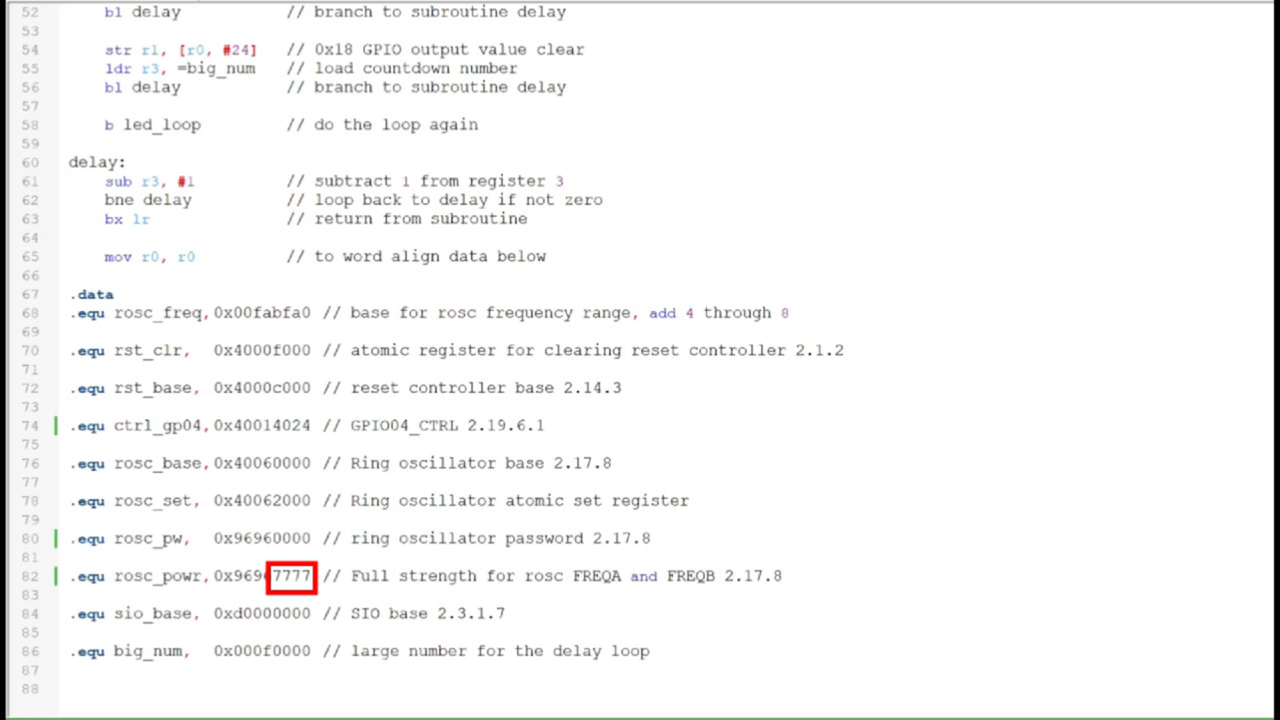 52 bl delay // branch to subroutine delay
53
54 str r1, [r0, #24] // 0x18 GPIO output value clear
55 ldr r3, =big_num // load countdown number
56 bl delay // branch to subroutine delay
57
58 b led_loop // do the loop again
59
60 delay:
61 sub r3, #1 // subtract 1 from register 3
62 bne delay // loop back to delay if not zero
63 bx lr // return from subroutine
64
65 mov r0, r0 // to word align data below
66
67 .data
68 .equ rosc_freq,0x00fabfa0 // base for rosc frequency range, add 4 through 8
69
70 .equ rst_clr, 0x4000f000 // atomic register for clearing reset controller 2.1.2
71
72 .equ rst_base, 0x4000c000 // reset controller base 2.14.3
73
74 .equ ctrl_gp04,0x40014024 // GPIO04_CTRL 2.19.6.1
75
76 .equ rosc_base,0x40060000 // Ring oscillator base 2.17.8
77
78 .equ rosc_set, 0x40062000 // Ring oscillator atomic set register
79
80 .equ rosc_pw, 0x96960000 // ring oscillator password 2.17.8
81
82 .equ rosc_powr,0x96967777 // Full strength for rosc FREQA and FREQB 2.17.8
83
84 .equ sio_base, 0xd0000000 // SIO base 2.3.1.7
85
86 .equ big_num, 0x000f0000 // large number for the delay loop
87
88